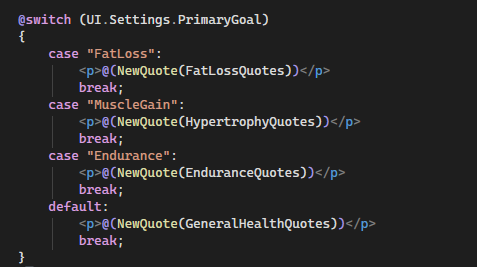 @switch (UI.Settings.PrimaryGoal)
{
    case "FatLoss":
        <p>@(NewQuote(FatLossQuotes))</p>
        break;
    case "MuscleGain":
        <p>@(NewQuote(HypertrophyQuotes))</p>
        break;
    case "Endurance":
        <p>@(NewQuote(EnduranceQuotes))</p>
        break;
    default:
        <p>@(NewQuote(GeneralHealthQuotes))</p>
        break;
}